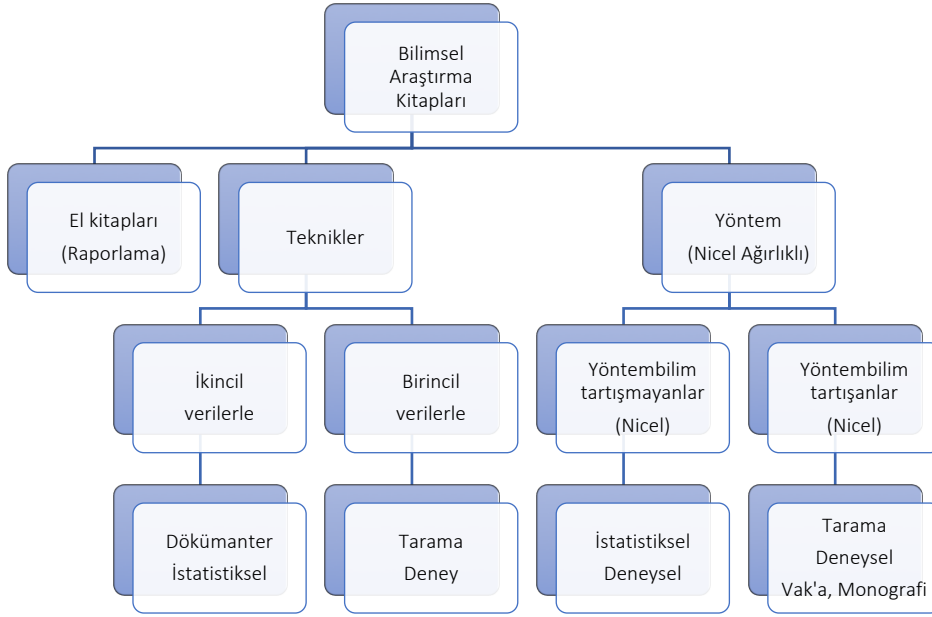 Bilimsel
Araştırma
Kitapları
El kitapları
(Raporlama)
Teknikler
Yöntem
(Nicel Ağırlıklı)
İkincil
verilerle
Birincil
verilerle
Yöntembilim
tartışmayanlar
(Nicel)
Yöntembilim
tartışanlar
(Nicel)
Dökümanter
İstatistiksel
Tarama
Deney
İstatistiksel
Deneysel
Tarama
Deneysel
Vak'a, Monografi